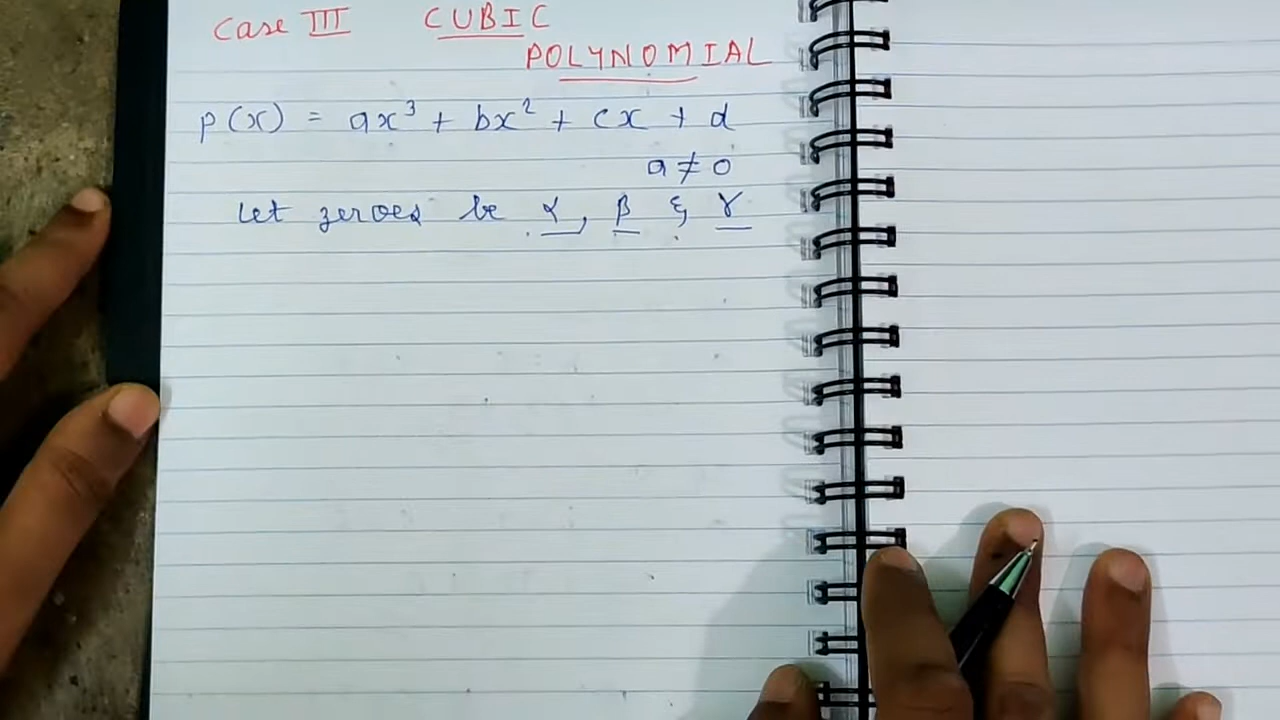 Case III CUBIC
POLYNOMIAL
p(x) = ax³ + bx² + cx + d
a ≠ 0
Let zeroes be α, β & γ